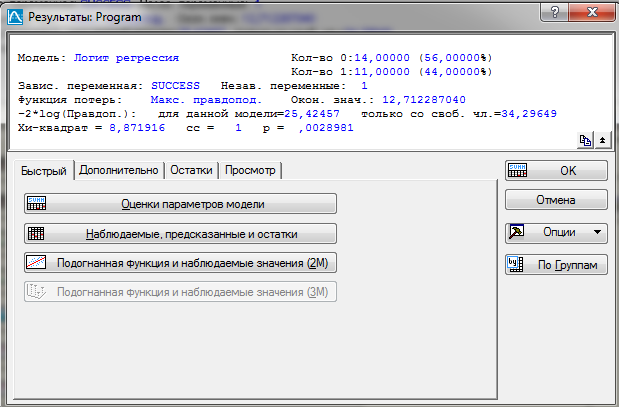 Результаты: Program
Модель: Логит регрессия Кол-во 0:14,00000 (56,00000%)
Кол-во 1:11,00000 (44,00000%)
Завис. переменная: SUCCESS Незав. переменные: 1
Функция потерь: Макс. правдопод. Окон. знач.: 12,712287040
-2*log(Правдоп.): для данной модели=25,42457 только со своб. чл.=34,29649
Хи-квадрат = 8,871916 сс = 1 p = ,0028981
Быстрый Дополнительно Остатки Просмотр
Оценки параметров модели
Наблюдаемые, предсказанные и остатки
Подогнанная функция и наблюдаемые значения (2М)
Подогнанная функция и наблюдаемые значения (3М)
OK
Отмена
Опции
По Группам